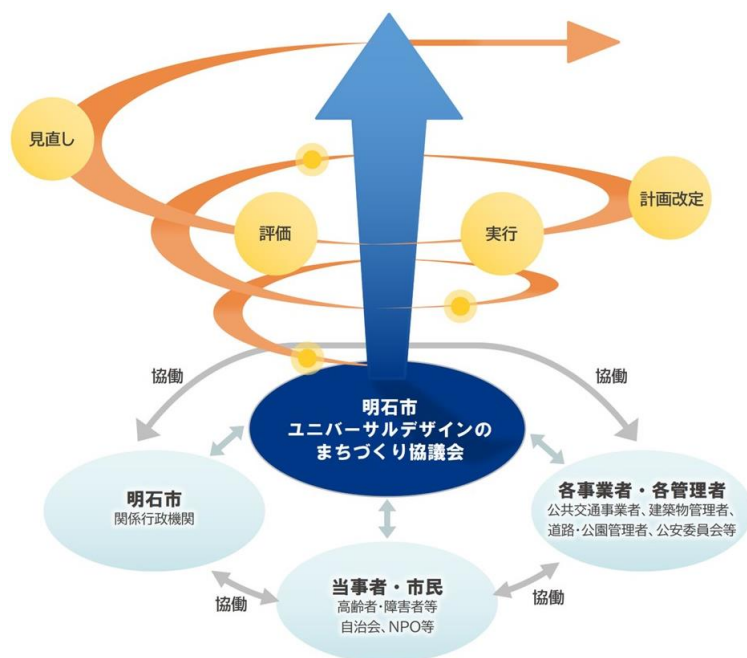 見直し
計画改定
評価
実行
協働
協働
明石市
ユニバーサルデザインの
まちづくり協議会
明石市
関係行政機関
各事業者・各管理者
公共交通事業者、建築物管理者、
道路・公園管理者、公安委員会等
当事者・市民
高齢者・障害者等
自治会、NPO等
協働
協働